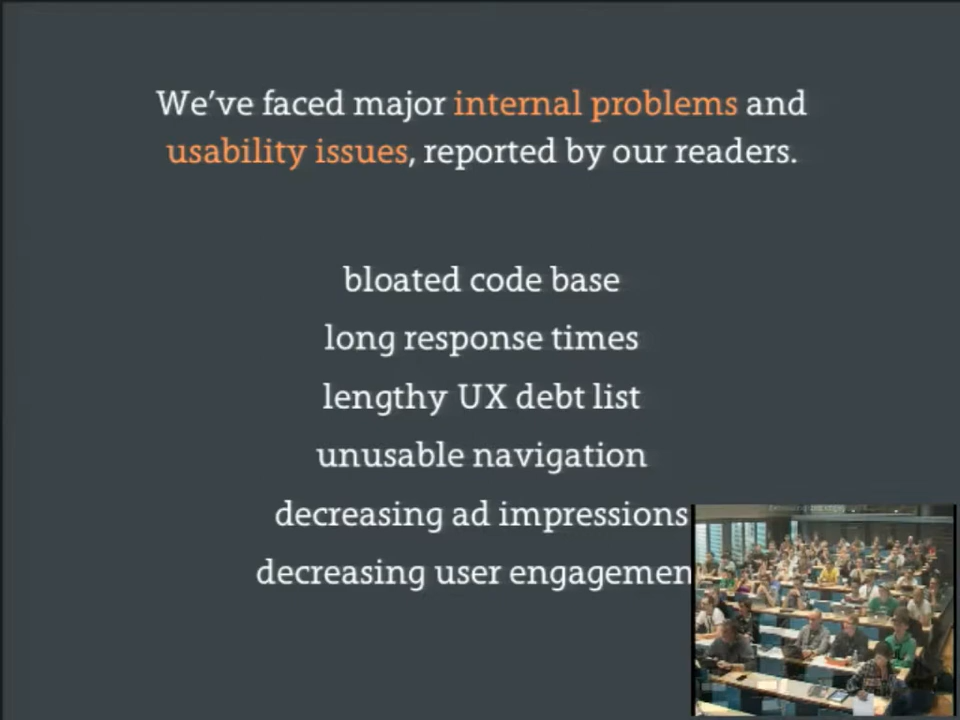 We've faced major internal problems and
usability issues, reported by our readers.
bloated code base
long response times
lengthy UX debt list
unusable navigation
decreasing ad impressions
decreasing user engagemen